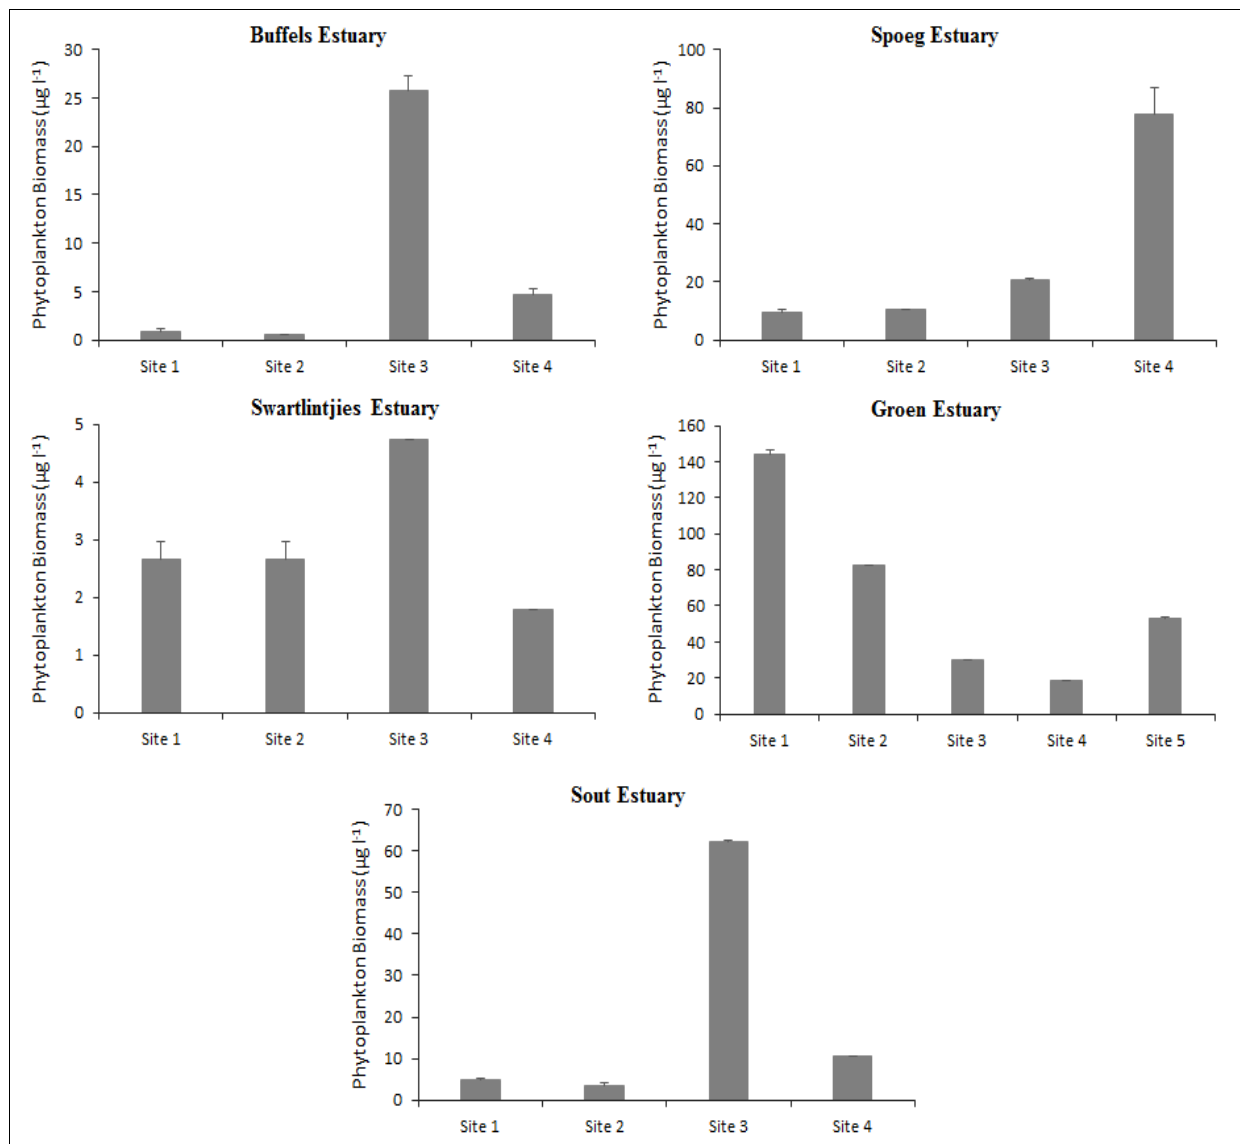 Buffels Estuary
Phytoplankton Biomass (µg l-1)
30
25
20
15
10
5
0
Site 1 Site 2 Site 3 Site 4
Spoeg Estuary
Phytoplankton Biomass (µg l-1)
100
80
60
40
20
0
Site 1 Site 2 Site 3 Site 4
Swartlintjies Estuary
Phytoplankton Biomass (µg l-1)
5
4
3
2
1
0
Site 1 Site 2 Site 3 Site 4
Groen Estuary
Phytoplankton Biomass (µg l-1)
160
140
120
100
80
60
40
20
0
Site 1 Site 2 Site 3 Site 4 Site 5
Sout Estuary
Phytoplankton Biomass (µg l-1)
70
60
50
40
30
20
10
0
Site 1 Site 2 Site 3 Site 4